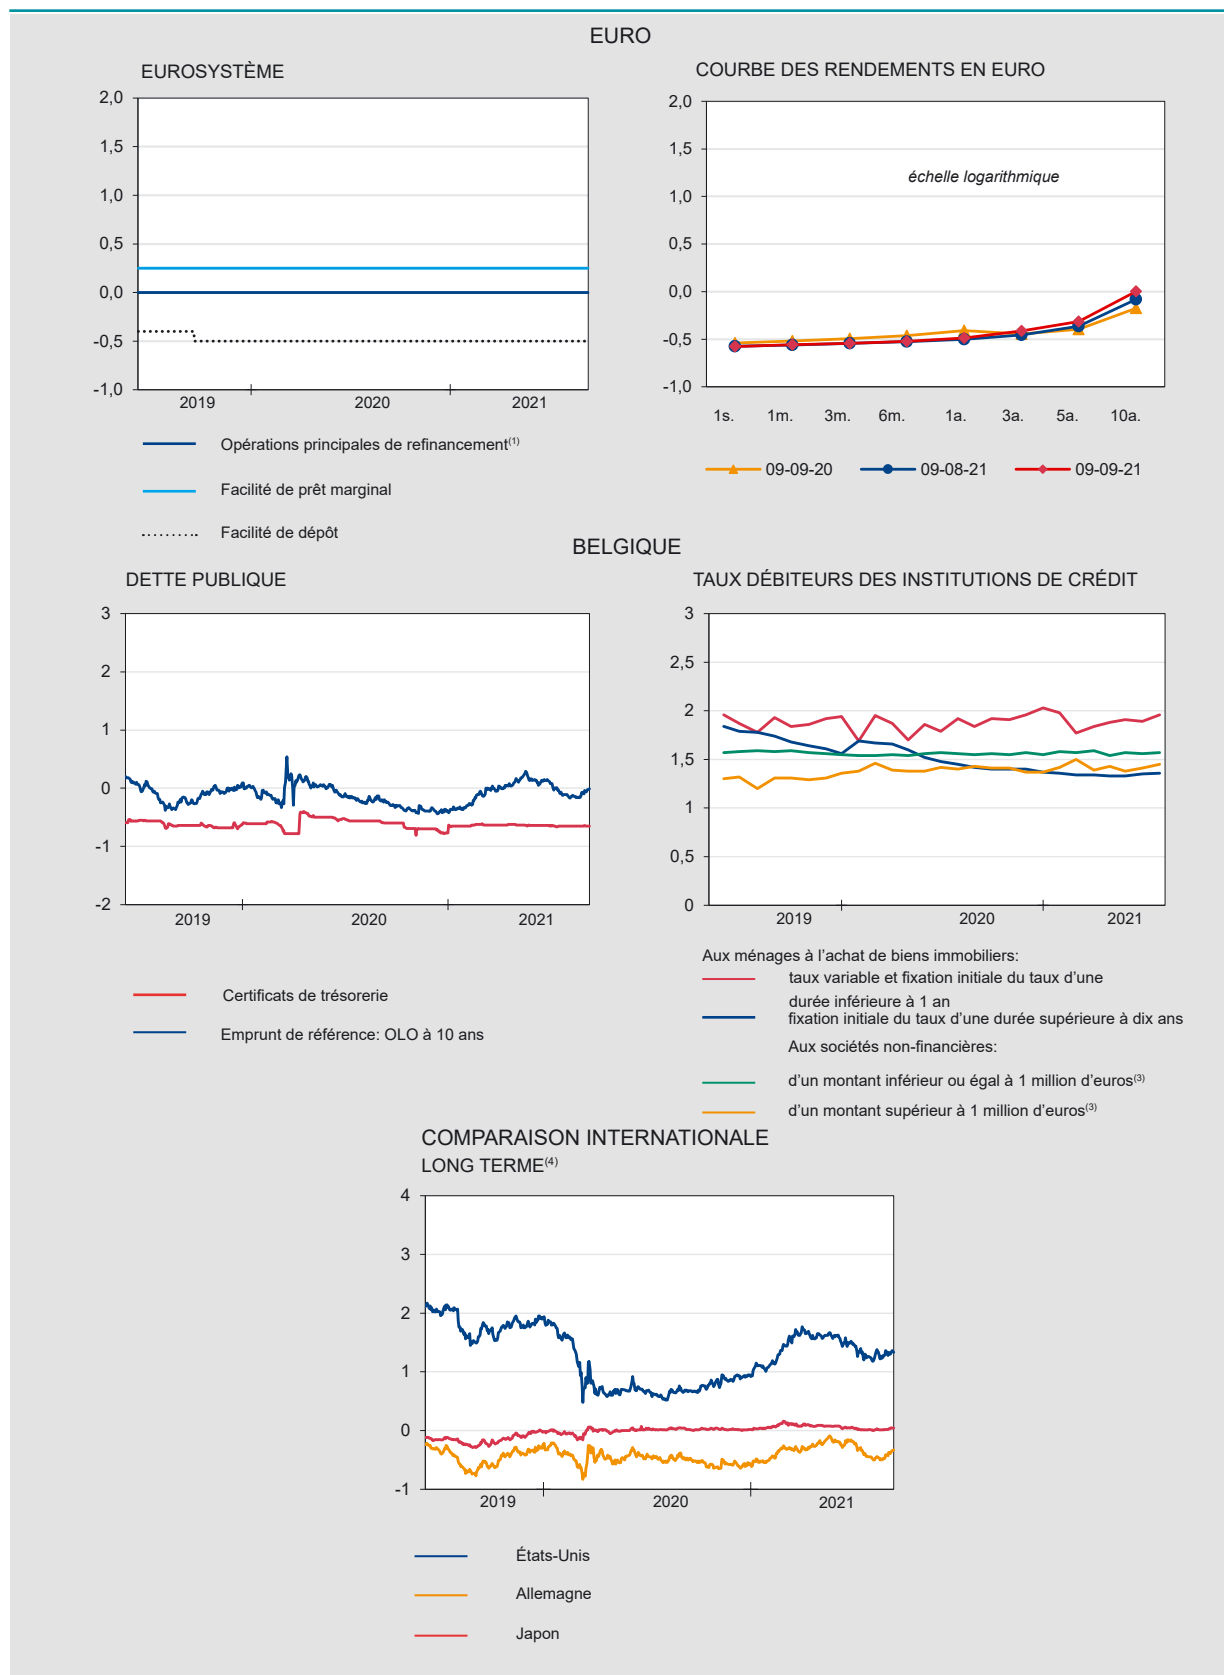 EURO
EUROSYSTÈME
2,0
1,5
1,0
0,5
0,0
-0,5
-1,0
2019 2020 2021
Opérations principales de refinancement(1)
Facilité de prêt marginal
Facilité de dépôt
COURBE DES RENDEMENTS EN EURO
2,0
1,5
1,0
0,5
0,0
-0,5
-1,0
échelle logarithmique
1s. 1m. 3m. 6m. 1a. 3a. 5a. 10a.
09-09-20 09-08-21 09-09-21
BELGIQUE
DETTE PUBLIQUE
3
2
1
0
-1
-2
2019 2020 2021
Certificats de trésorerie
Emprunt de référence: OLO à 10 ans
TAUX DÉBITEURS DES INSTITUTIONS DE CRÉDIT
3
2,5
2
1,5
1
0,5
0
2019 2020 2021
Aux ménages à l’achat de biens immobiliers:
taux variable et fixation initiale du taux d’une
durée inférieure à 1 an
fixation initiale du taux d’une durée supérieure à dix ans
Aux sociétés non-financières:
d’un montant inférieur ou égal à 1 million d’euros(3)
d’un montant supérieur à 1 million d’euros(3)
COMPARAISON INTERNATIONALE
LONG TERME(4)
4
3
2
1
0
-1
2019 2020 2021
États-Unis
Allemagne
Japon